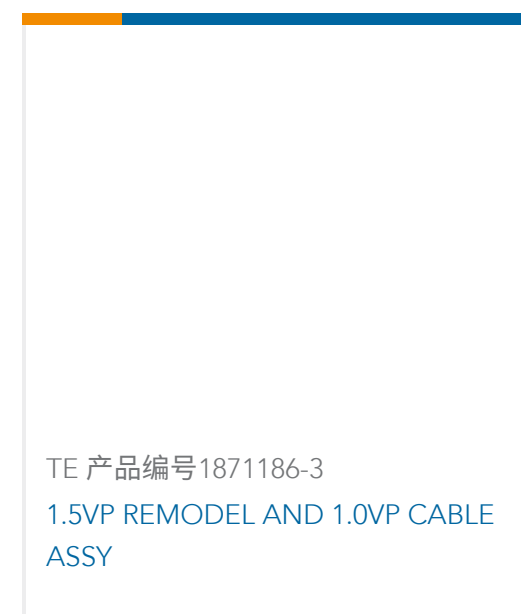 TE 产品编号1871186-3
1.5VP REMODEL AND 1.0VP CABLE
ASSY